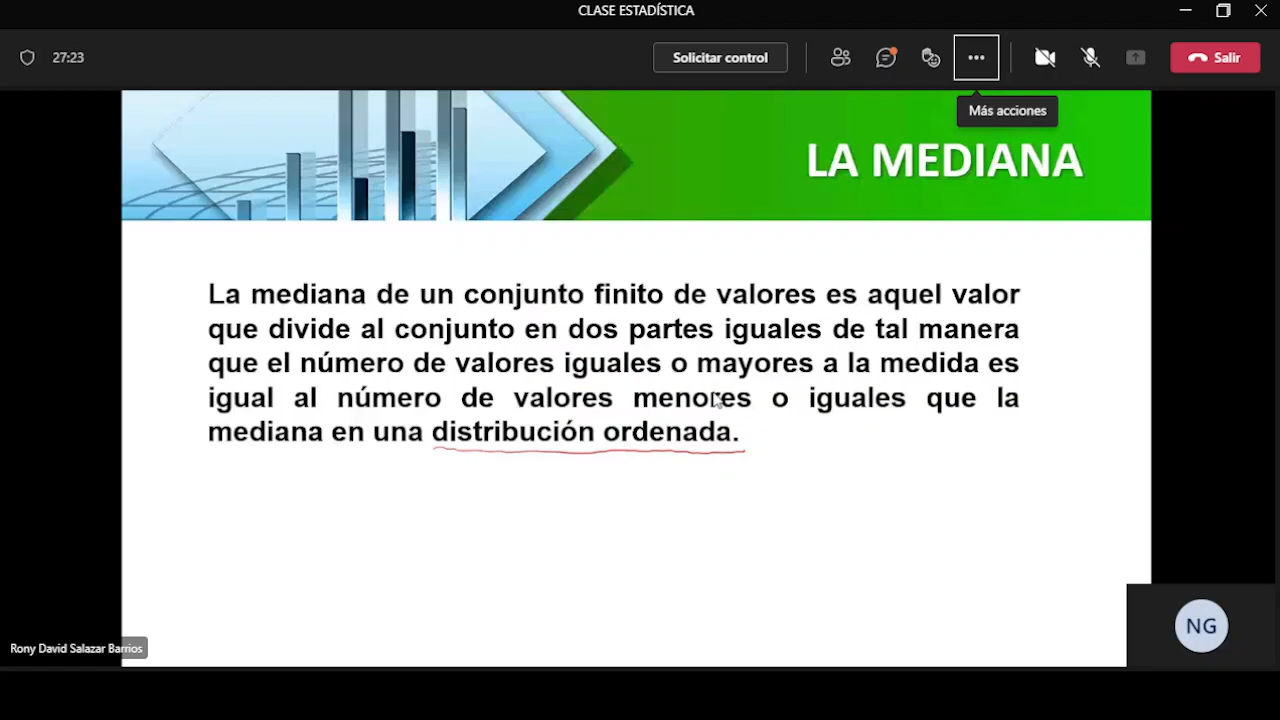 CLASE ESTADÍSTICA
27:23
Solicitar control
Salir
Más acciones
LA MEDIANA
La mediana de un conjunto finito de valores es aquel valor
que divide al conjunto en dos partes iguales de tal manera
que el número de valores iguales o mayores a la medida es
igual al número de valores menores o iguales que la
mediana en una distribución ordenada.
NG
Rony David Salazar Barrios